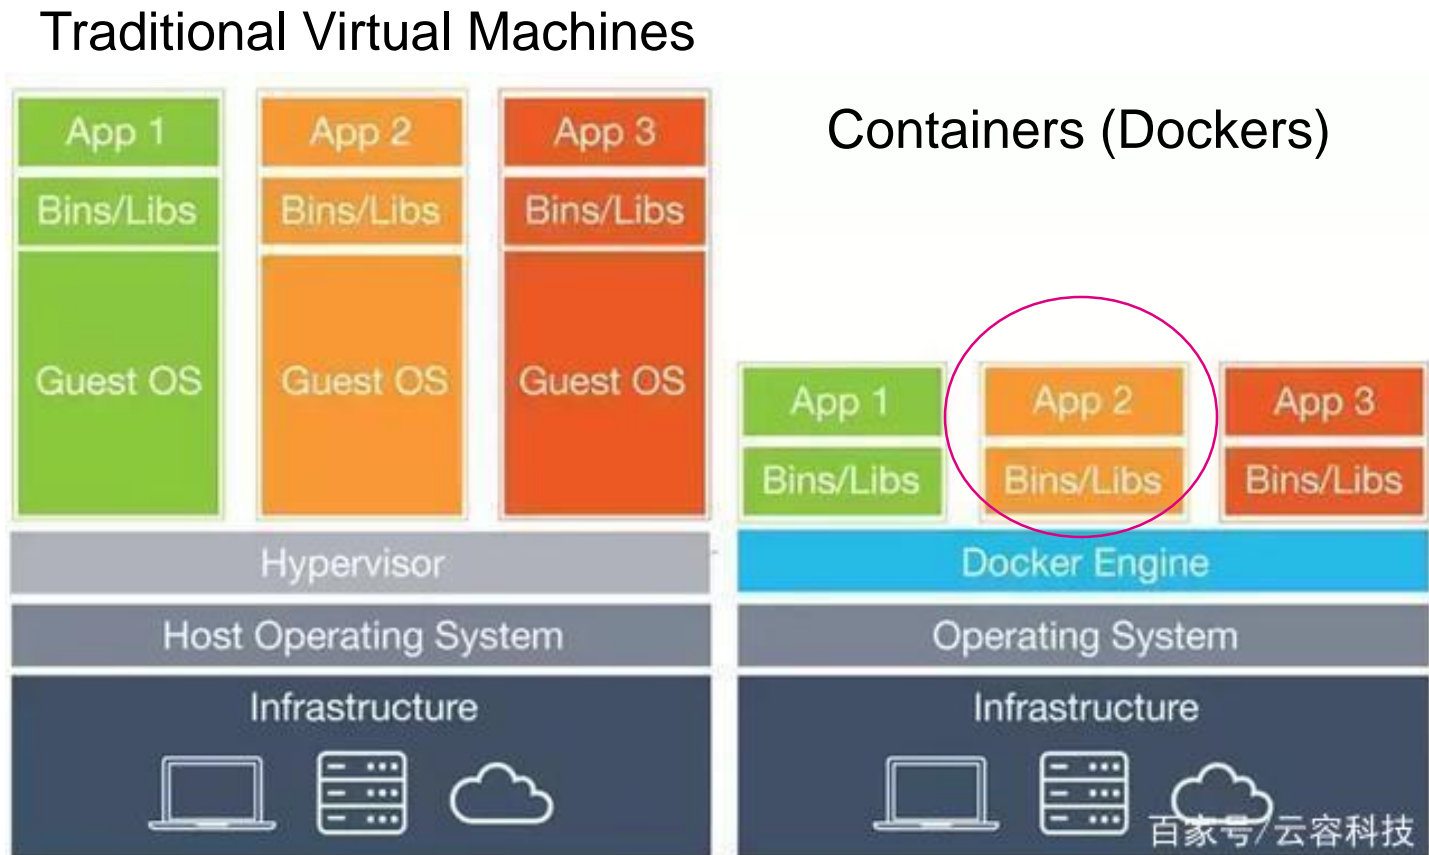 Traditional Virtual Machines
App 1
App 2
App 3
Bins/Libs
Bins/Libs
Bins/Libs
Guest OS
Guest OS
Guest OS
Hypervisor
Host Operating System
Infrastructure
Containers (Dockers)
App 1
App 2
App 3
Bins/Libs
Bins/Libs
Bins/Libs
Docker Engine
Operating System
Infrastructure
百家号/云容科技